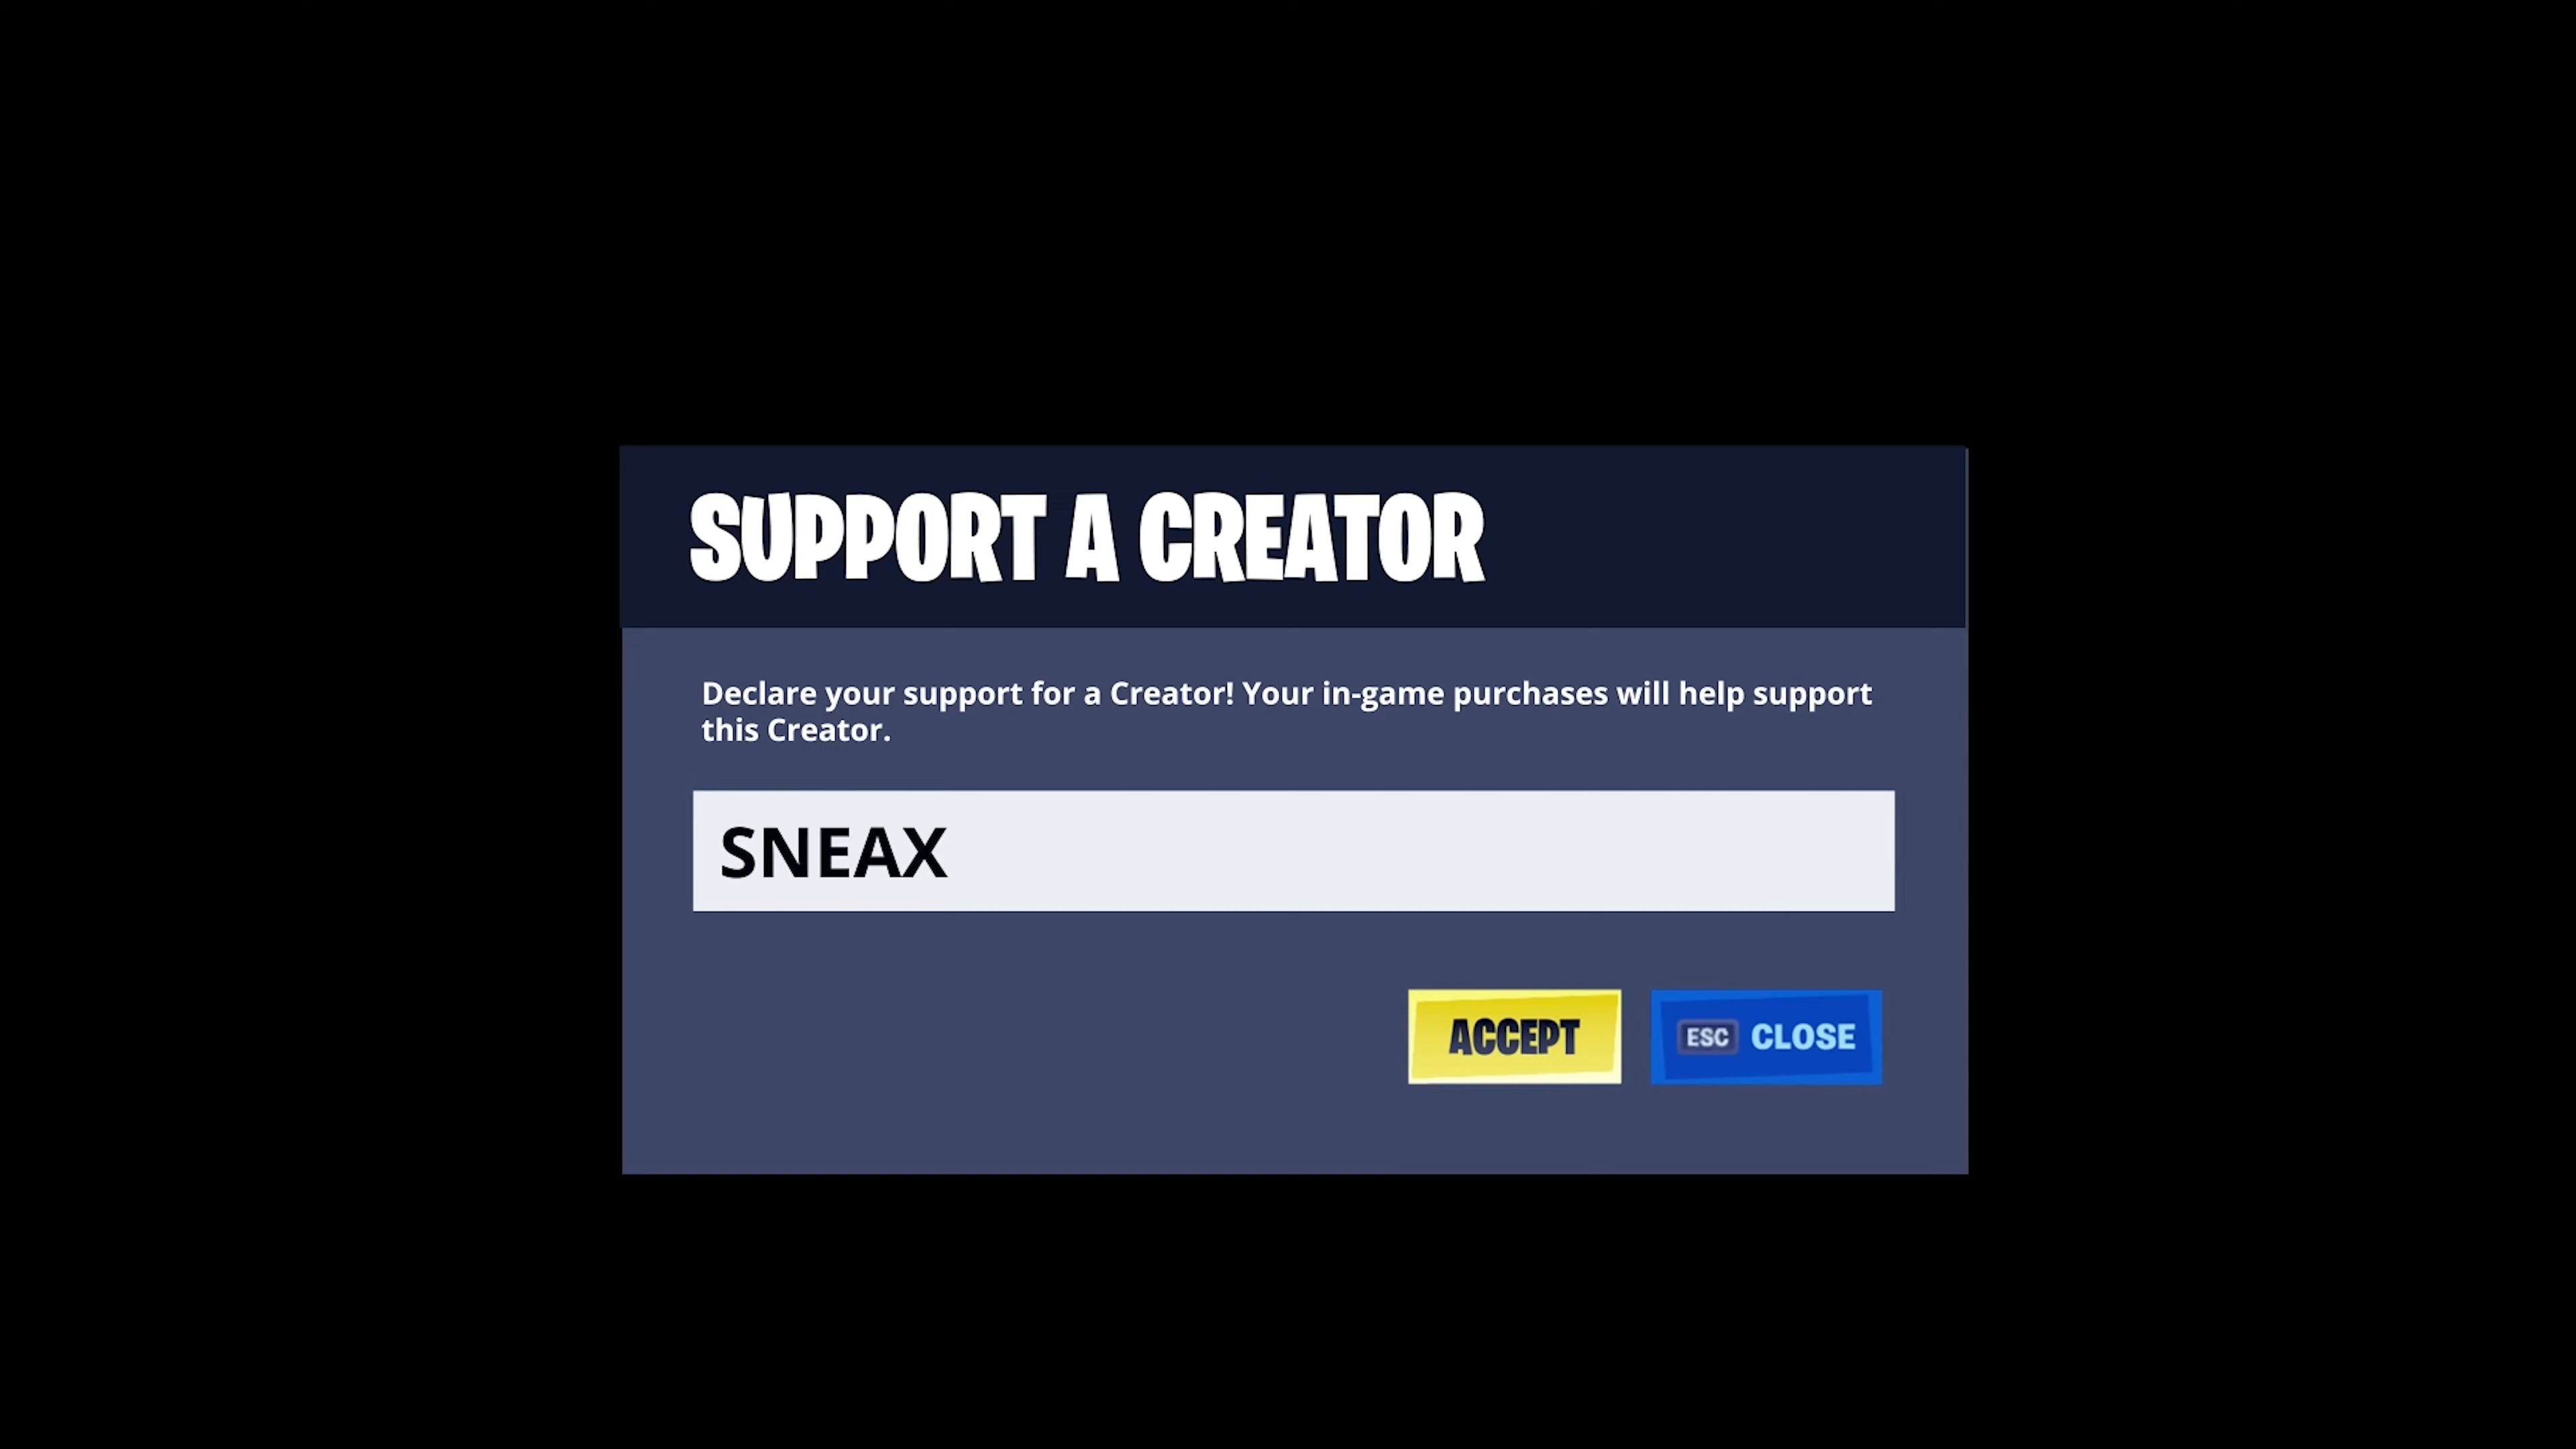 SUPPORT A CREATOR
Declare your support for a Creator! Your in-game purchases will help support
this Creator.
SNEAX
ACCEPT
ESC CLOSE